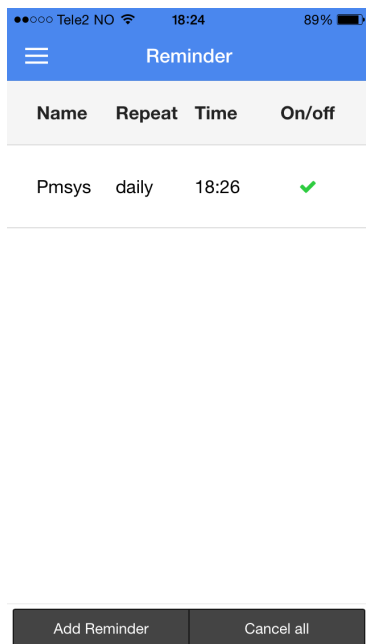 Tele2 NO 18:24 89%
Reminder
Name Repeat Time On/off
Pmsys daily 18:26
Add Reminder Cancel all